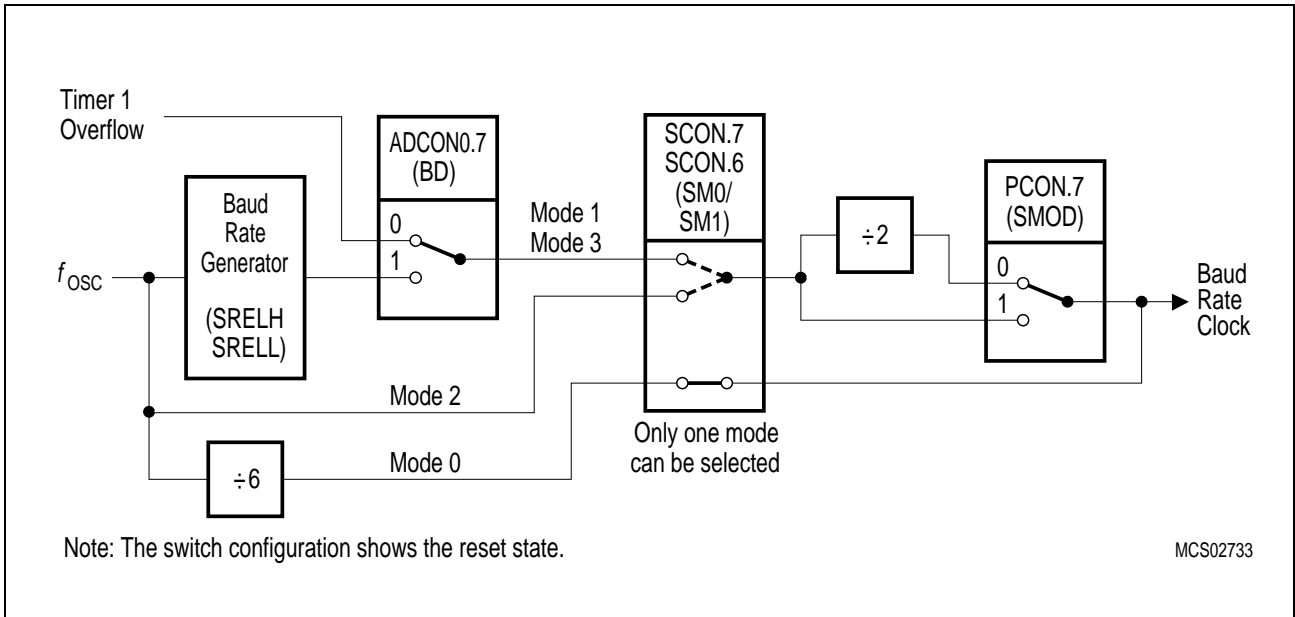 Timer 1
Overflow
ADCON0.7
(BD)
0
1
Baud
Rate
Generator
(SRELH
SRELL)
f OSC
Mode 1
Mode 3
SCON.7
SCON.6
(SM0/
SM1)
÷2
PCON.7
(SMOD)
0
1
Baud
Rate
Clock
Mode 2
Only one mode
can be selected
÷6
Mode 0
Note: The switch configuration shows the reset state.
MCS02733